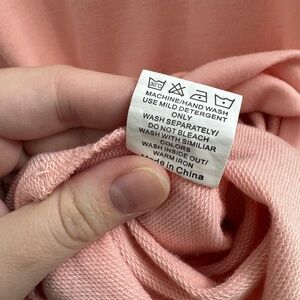 30°C
MACHINE/HAND WASH
USE MILD DETERGENT
ONLY
WASH SEPARATELY/
DO NOT BLEACH
WASH WITH SIMILIAR
COLORS
WASH INSIDE OUT/
WARM IRON
Made in China